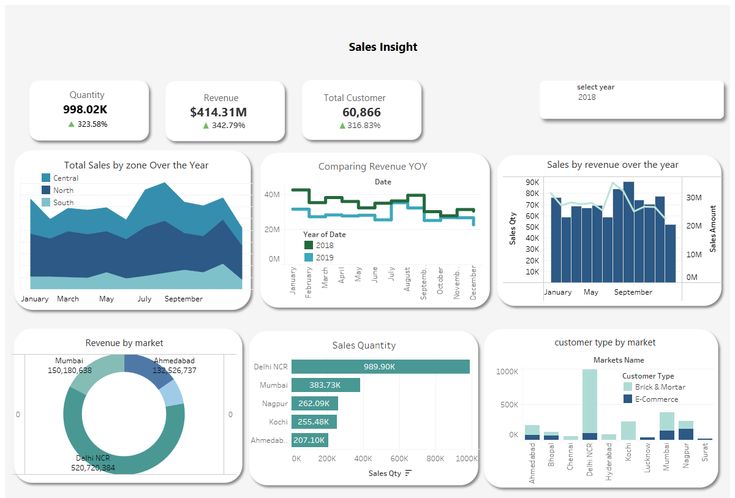 Sales Insight
Quantity
998.02K
▲ 323.58%
Revenue
$414.31M
▲ 342.79%
Total Customer
60,866
▲ 316.83%
select year
2018
Total Sales by zone Over the Year
Central
North
South
January March May July September
Comparing Revenue YOY
Date
40M
20M
0M
Year of Date
2018
2019
January
February
March
April
May
June
July
August
Septemb..
October
Novemb..
December
Sales by revenue over the year
Sales Qty
90K
80K
70K
60K
50K
40K
30K
20K
10K
30M
20M
10M
0M
Sales Amount
January May September
Revenue by market
Mumbai
150,180,638
Ahmedabad
132,526,737
0
0
Delhi NCR
520,720,384
Sales Quantity
Delhi NCR 989.90K
Mumbai 383.73K
Nagpur 262.09K
Kochi 255.48K
Ahmedab.. 207.10K
0K 200K 400K 600K 800K 1000K
Sales Qty
customer type by market
Markets Name
Customer Type
Brick & Mortar
E-Commerce
1000K
500K
0K
Ahmedabad
Bhopal
Chennai
Delhi NCR
Hyderabad
Kochi
Lucknow
Mumbai
Nagpur
Surat